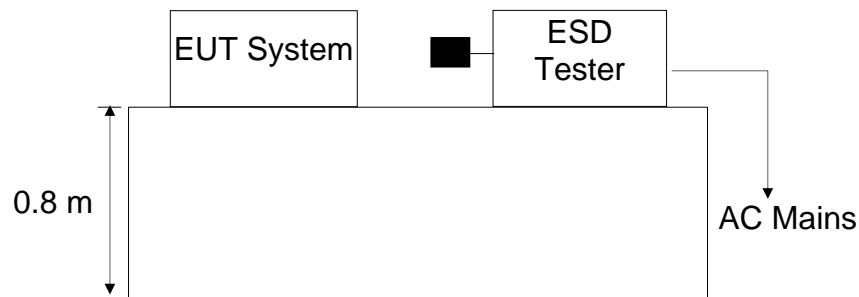 EUT System
ESD
Tester
0.8 m
AC Mains